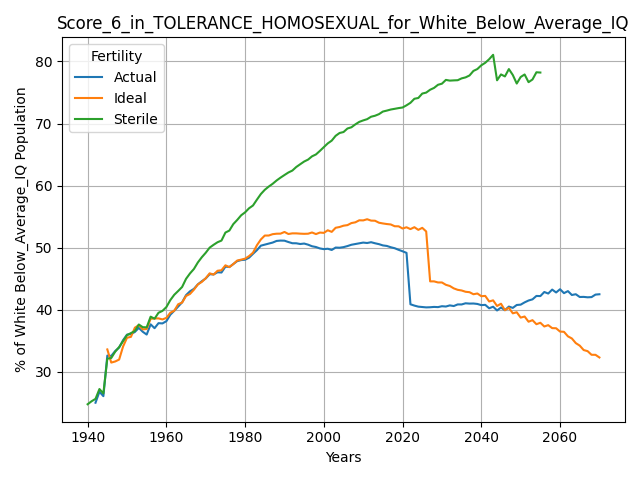 Score_6_in_TOLERANCE_HOMOSEXUAL_for_White_Below_Average_IQ
Fertility
Actual
Ideal
Sterile
% of White Below_Average_IQ Population
80
70
60
50
40
30
1940
1960
1980
2000
2020
2040
2060
Years